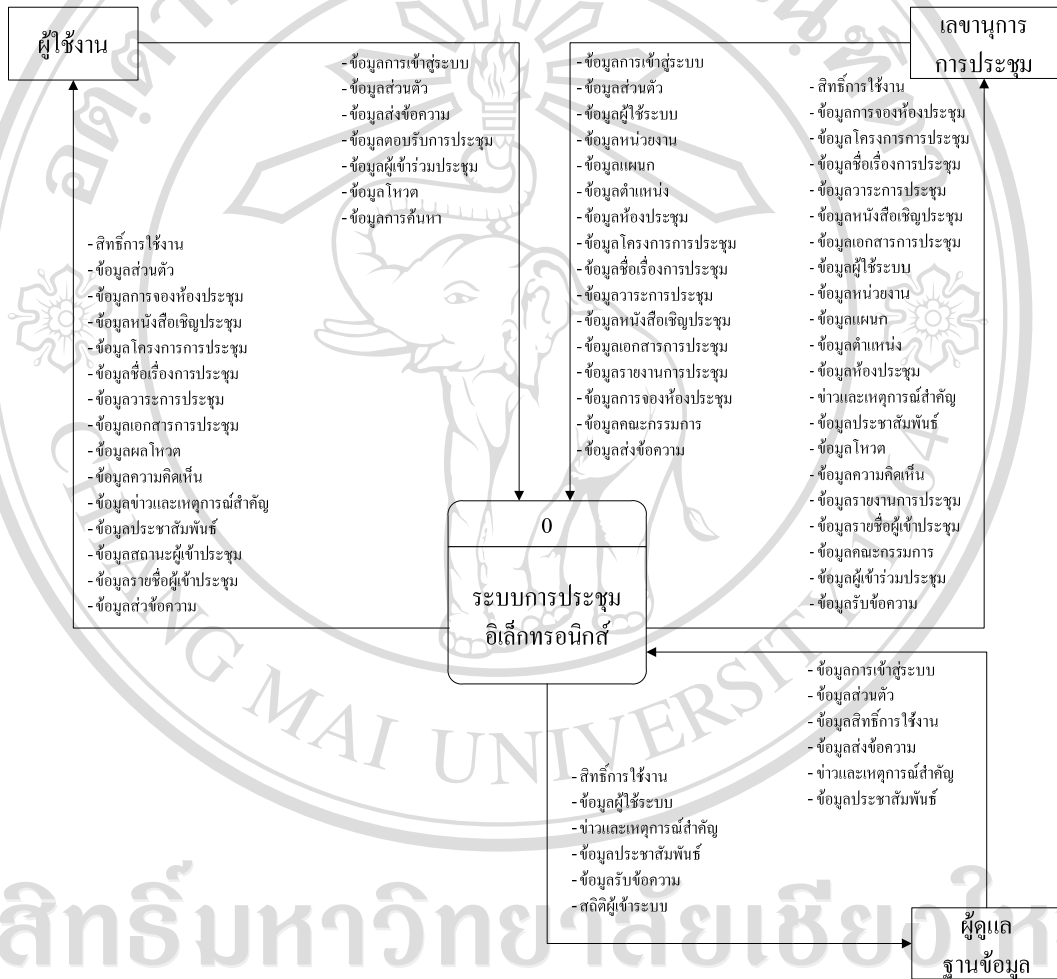 ผู้ใช้งาน
- ข้อมูลการเข้าสู่ระบบ
- ข้อมูลส่วนตัว
- ข้อมูลส่งข้อความ
- ข้อมูลตอบรับการประชุม
- ข้อมูลผู้เข้าร่วมประชุม
- ข้อมูลโหวต
- ข้อมูลการค้นหา
- สิทธิ์การใช้งาน
- ข้อมูลส่วนตัว
- ข้อมูลการจองห้องประชุม
- ข้อมูลหนังสือเชิญประชุม
- ข้อมูลโครงการการประชุม
- ข้อมูลชื่อเรื่องการประชุม
- ข้อมูลวาระการประชุม
- ข้อมูลเอกสารการประชุม
- ข้อมูลผลโหวต
- ข้อมูลความคิดเห็น
- ข้อมูลข่าวและเหตุการณ์สำคัญ
- ข้อมูลประชาสัมพันธ์
- ข้อมูลสถานะผู้เข้าประชุม
- ข้อมูลรายชื่อผู้เข้าประชุม
- ข้อมูลส่วข้อความ
เลขานุการ
การประชุม
- ข้อมูลการเข้าสู่ระบบ
- ข้อมูลส่วนตัว
- ข้อมูลผู้ใช้ระบบ
- ข้อมูลหน่วยงาน
- ข้อมูลแผนก
- ข้อมูลตำแหน่ง
- ข้อมูลห้องประชุม
- ข้อมูลโครงการการประชุม
- ข้อมูลชื่อเรื่องการประชุม
- ข้อมูลวาระการประชุม
- ข้อมูลหนังสือเชิญประชุม
- ข้อมูลเอกสารการประชุม
- ข้อมูลรายงานการประชุม
- ข้อมูลการจองห้องประชุม
- ข้อมูลคณะกรรมการ
- ข้อมูลส่งข้อความ
- สิทธิ์การใช้งาน
- ข้อมูลการจองห้องประชุม
- ข้อมูลโครงการการประชุม
- ข้อมูลชื่อเรื่องการประชุม
- ข้อมูลวาระการประชุม
- ข้อมูลหนังสือเชิญประชุม
- ข้อมูลเอกสารการประชุม
- ข้อมูลผู้ใช้ระบบ
- ข้อมูลหน่วยงาน
- ข้อมูลแผนก
- ข้อมูลตำแหน่ง
- ข้อมูลห้องประชุม
- ข่าวและเหตุการณ์สำคัญ
- ข้อมูลประชาสัมพันธ์
- ข้อมูลโหวต
- ข้อมูลความคิดเห็น
- ข้อมูลรายงานการประชุม
- ข้อมูลรายชื่อผู้เข้าประชุม
- ข้อมูลคณะกรรมการ
- ข้อมูลผู้เข้าร่วมประชุม
- ข้อมูลรับข้อความ
0
ระบบการประชุม
อิเล็กทรอนิกส์
- ข้อมูลการเข้าสู่ระบบ
- ข้อมูลส่วนตัว
- ข้อมูลสิทธิ์การใช้งาน
- ข้อมูลส่งข้อความ
- ข่าวและเหตุการณ์สำคัญ
- ข้อมูลประชาสัมพันธ์
- สิทธิ์การใช้งาน
- ข้อมูลผู้ใช้ระบบ
- ข่าวและเหตุการณ์สำคัญ
- ข้อมูลประชาสัมพันธ์
- ข้อมูลรับข้อความ
- สถิติผู้เข้าระบบ
ผู้ดูแล
ฐานข้อมูล
CHIANG MAI UNIVERSITY 1964
สิทธิ์มหาวิทยาลัยเชียงให